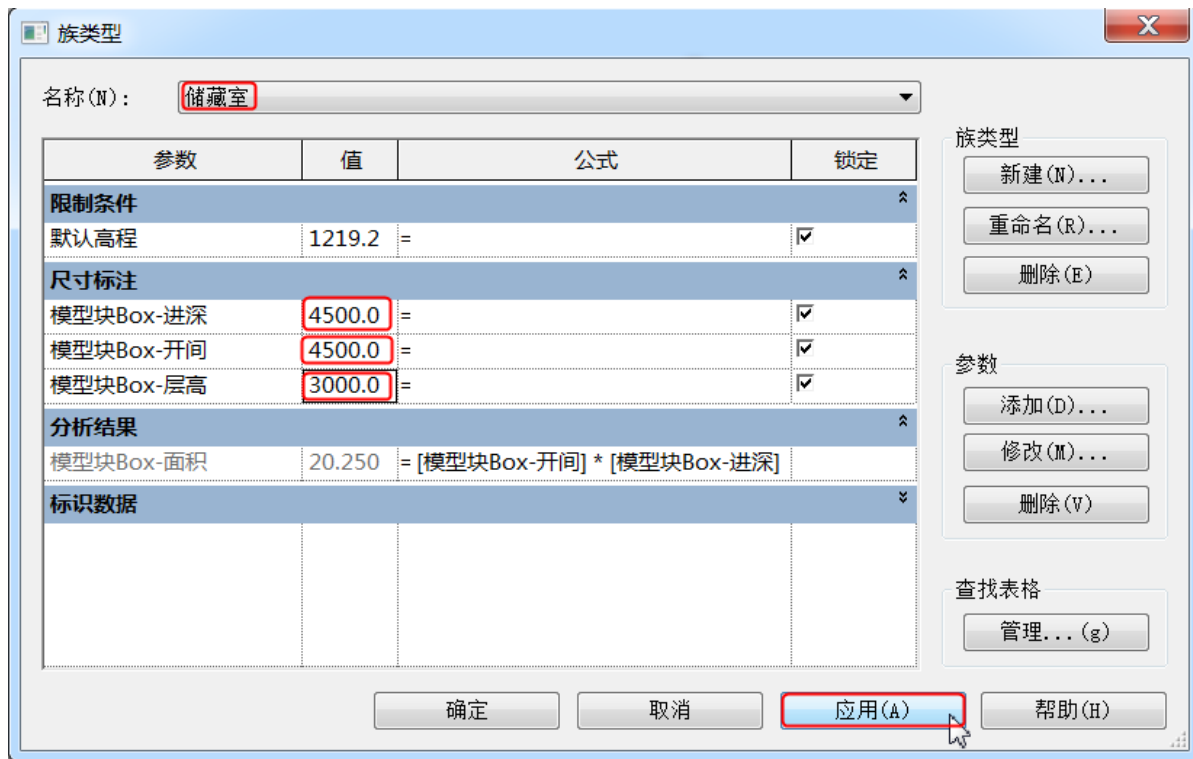 族类型
名称(N)： 储藏室
参数 值 公式 锁定
限制条件
默认高程 1219.2 =
尺寸标注
模型块Box-进深 4500.0 =
模型块Box-开间 4500.0 =
模型块Box-层高 3000.0 =
分析结果
模型块Box-面积 20.250 = [模型块Box-开间] * [模型块Box-进深]
标识数据
族类型
新建(N)...
重命名(R)...
删除(E)
参数
添加(D)...
修改(M)...
删除(V)
查找表格
管理...(g)
确定 取消 应用(A) 帮助(H)